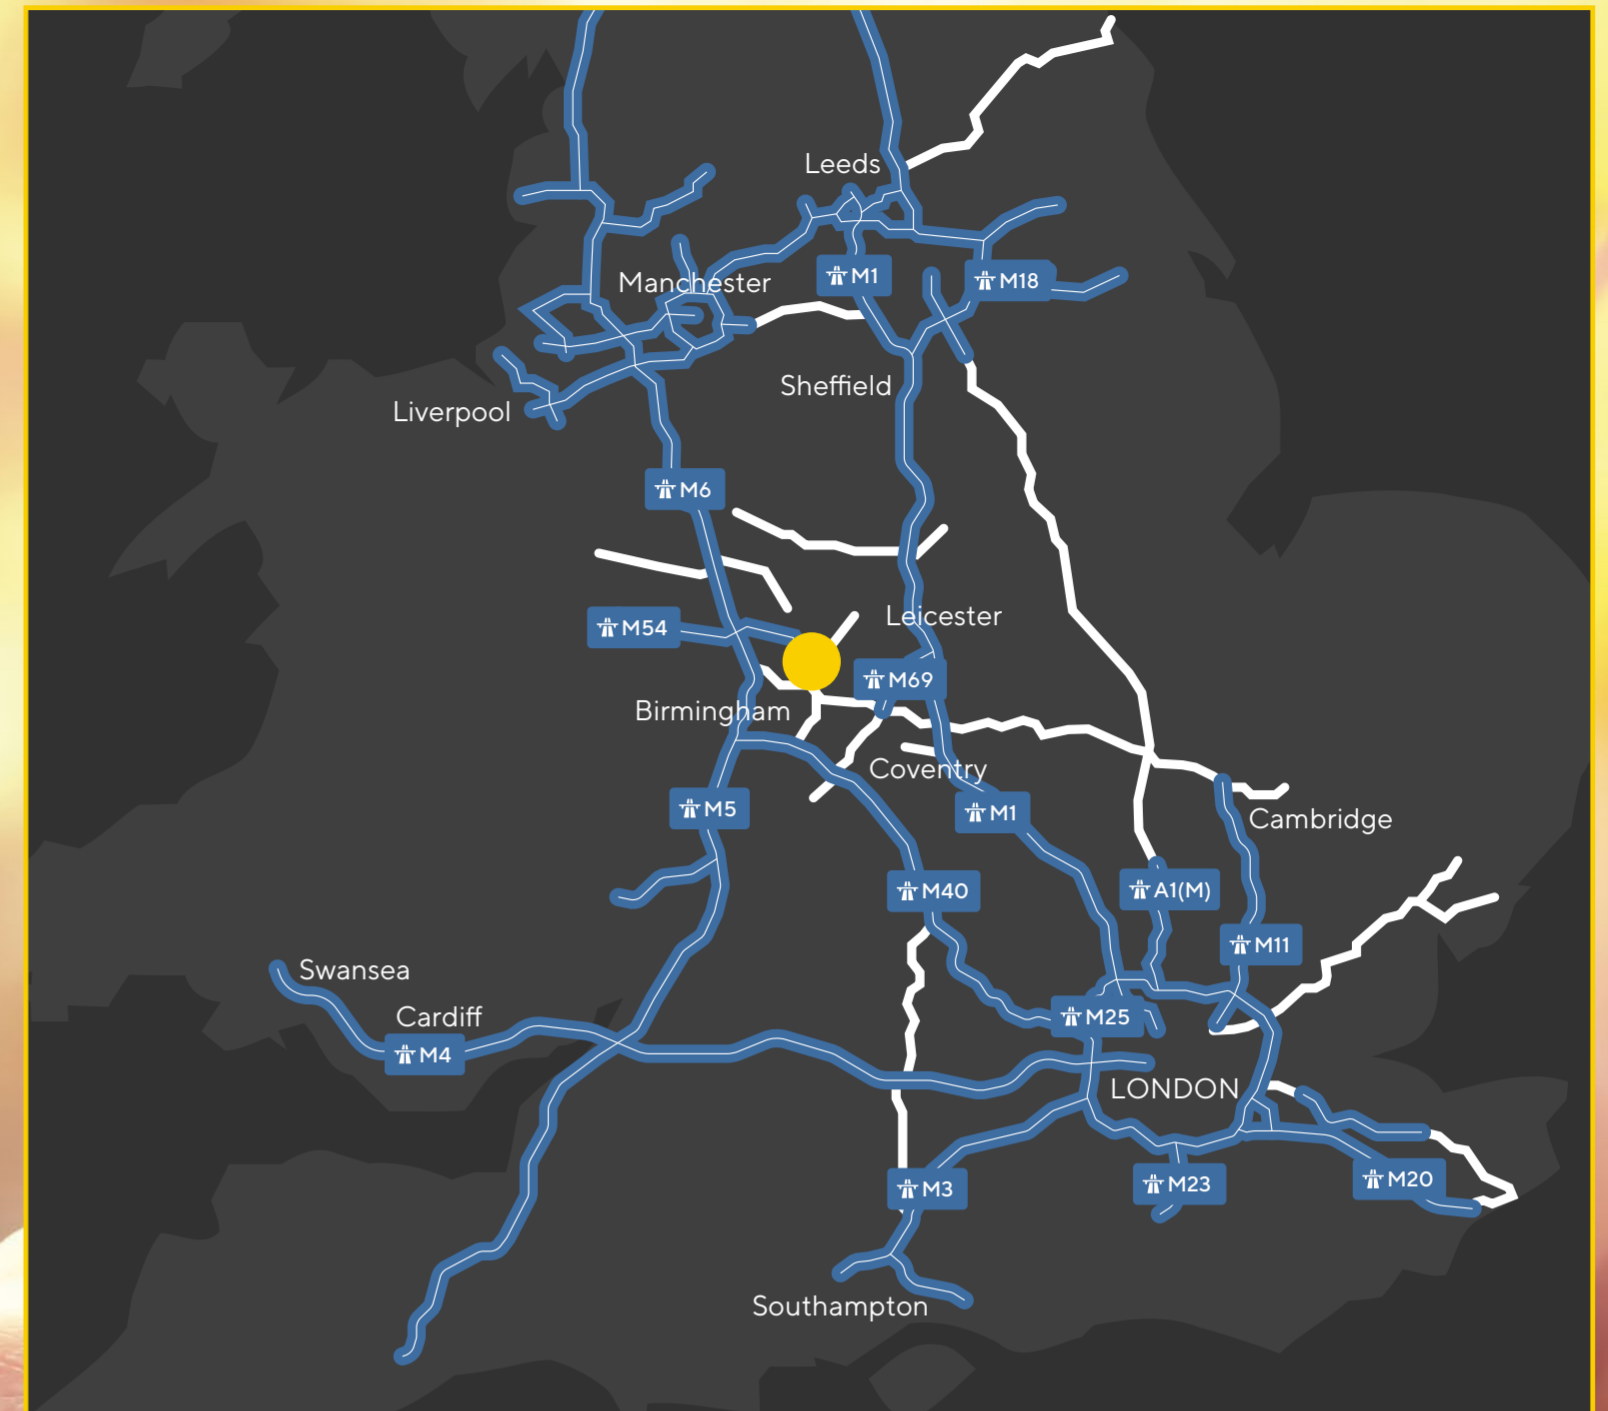 Leeds
Manchester
M1
M18
Sheffield
Liverpool
M6
Leicester
M54
M69
Birmingham
Coventry
M5
M1
Cambridge
M40
A1(M)
M11
Swansea
Cardiff
M25
M4
LONDON
M3
M23
M20
Southampton